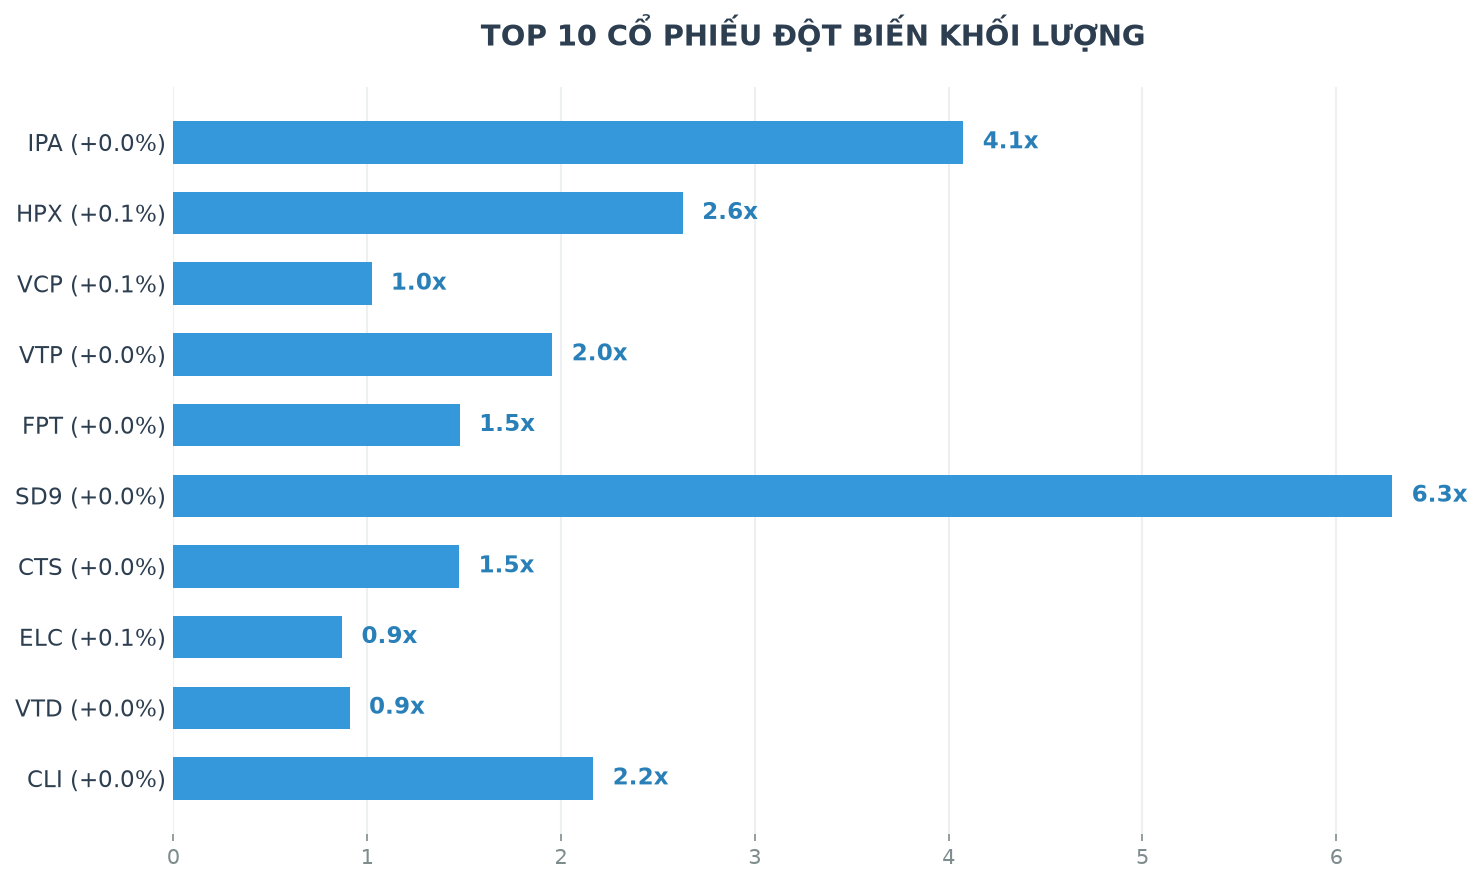 TOP 10 CỔ PHIẾU ĐỘT BIẾN KHỐI LƯỢNG
IPA (+0.0%) 4.1x
HPX (+0.1%) 2.6x
VCP (+0.1%) 1.0x
VTP (+0.0%) 2.0x
FPT (+0.0%) 1.5x
SD9 (+0.0%) 6.3x
CTS (+0.0%) 1.5x
ELC (+0.1%) 0.9x
VTD (+0.0%) 0.9x
CLI (+0.0%) 2.2x
0 1 2 3 4 5 6